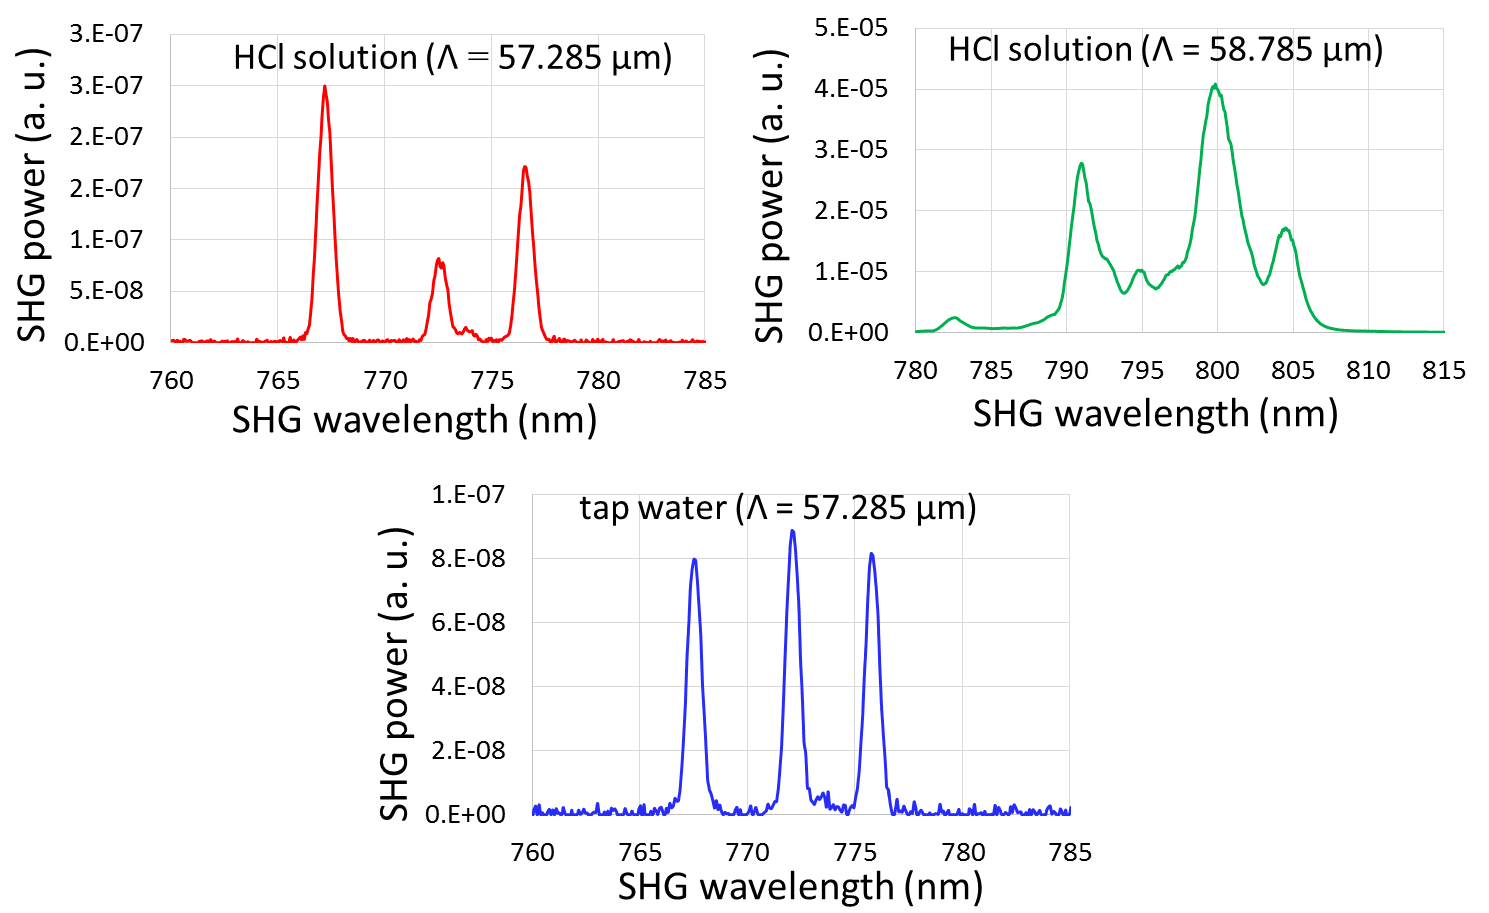 HCl solution (Λ = 57.285 μm)
SHG power (a. u.)
3.E-07
3.E-07
2.E-07
2.E-07
1.E-07
5.E-08
0.E+00
760 765 770 775 780 785
SHG wavelength (nm)
HCl solution (Λ = 58.785 μm)
SHG power (a. u.)
5.E-05
4.E-05
3.E-05
2.E-05
1.E-05
0.E+00
780 785 790 795 800 805 810 815
SHG wavelength (nm)
tap water (Λ = 57.285 μm)
SHG power (a. u.)
1.E-07
8.E-08
6.E-08
4.E-08
2.E-08
0.E+00
760 765 770 775 780 785
SHG wavelength (nm)